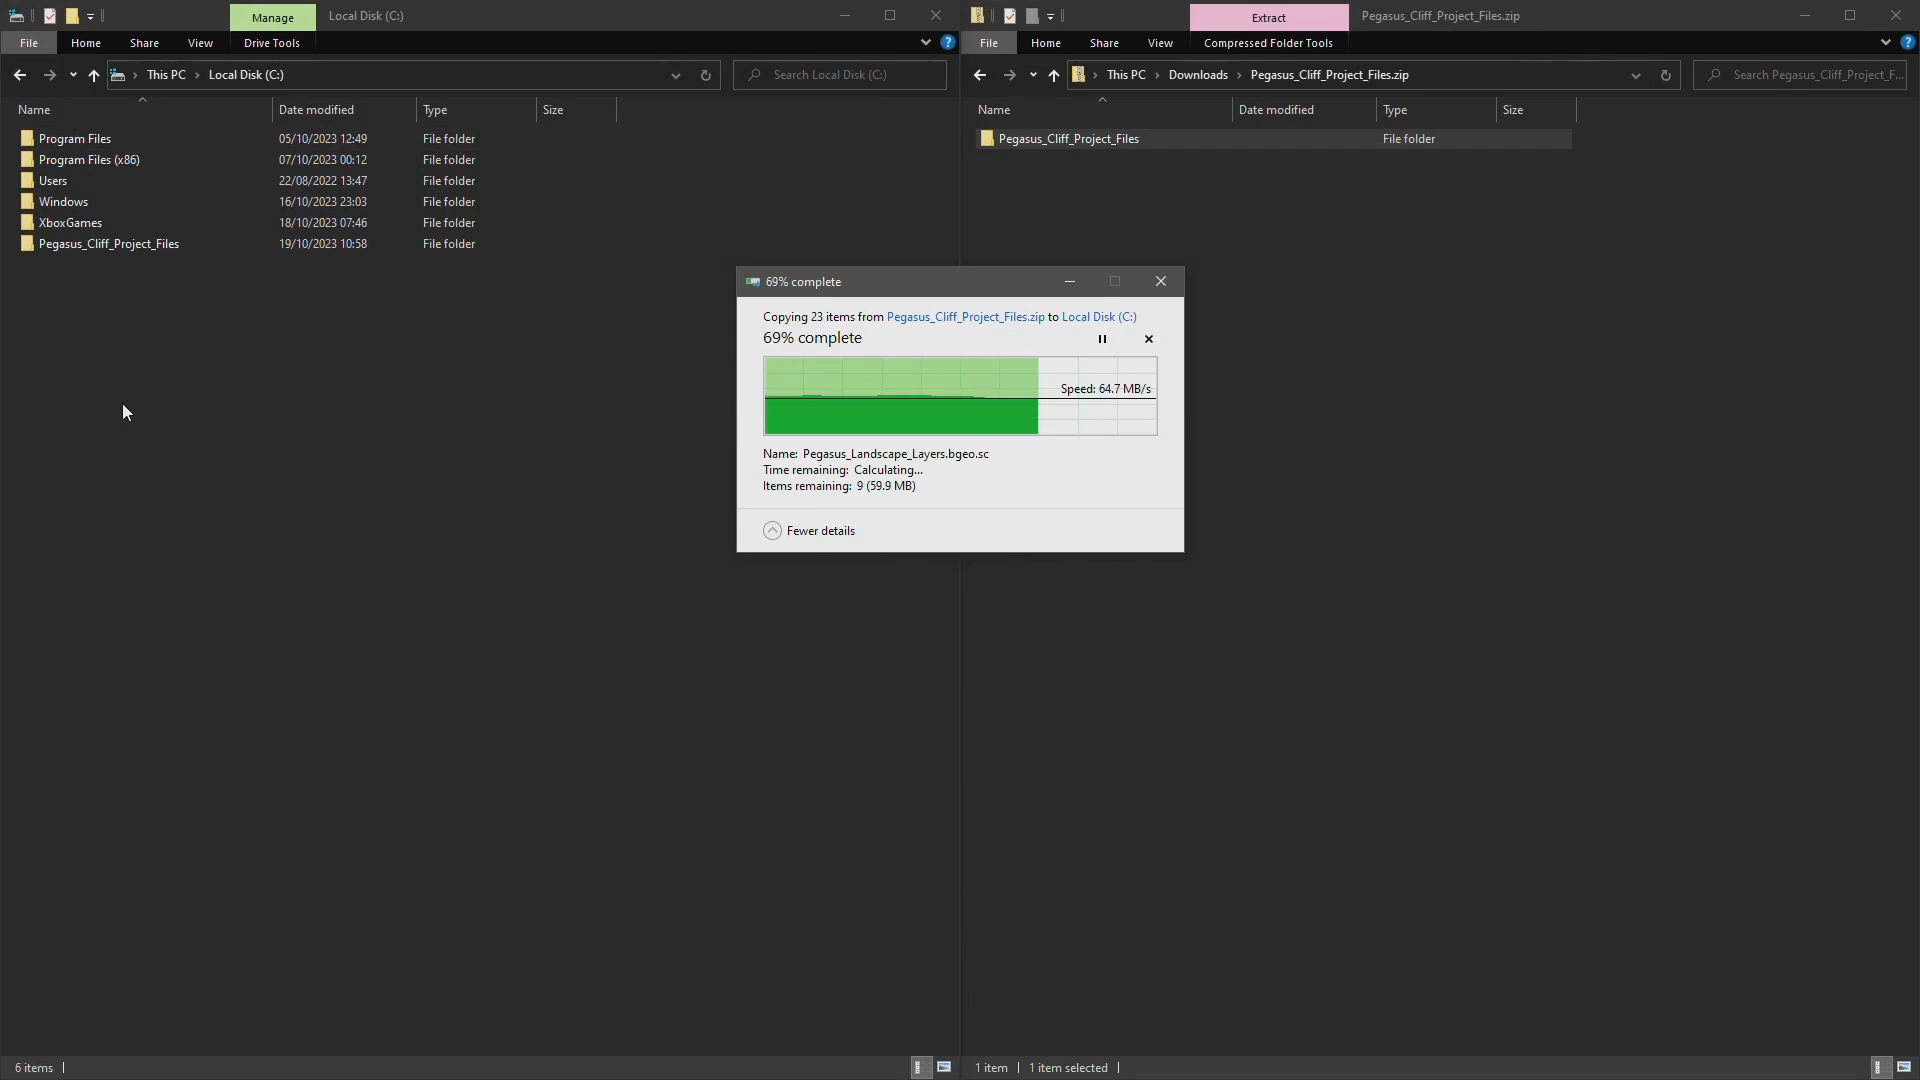 Manage
Local Disk (C:)
File
Home
Share
View
Drive Tools
This PC
Local Disk (C:)
Search Local Disk (C:)
Name
Date modified
Type
Size
Program Files
05/10/2023 12:49
File folder
Program Files (x86)
07/10/2023 00:12
File folder
Users
22/08/2022 13:47
File folder
Windows
16/10/2023 23:03
File folder
XboxGames
18/10/2023 07:46
File folder
Pegasus_Cliff_Project_Files
19/10/2023 10:58
File folder
6 items
Extract
Pegasus_Cliff_Project_Files.zip
File
Home
Share
View
Compressed Folder Tools
This PC
Downloads
Pegasus_Cliff_Project_Files.zip
Search Pegasus_Cliff_Project_F...
Name
Date modified
Type
Size
Pegasus_Cliff_Project_Files
File folder
1 item
1 item selected
69% complete
Copying 23 items from Pegasus_Cliff_Project_Files.zip to Local Disk (C:)
69% complete
Speed: 64.7 MB/s
Name: Pegasus_Landscape_Layers.bgeo.sc
Time remaining: Calculating...
Items remaining: 9 (59.9 MB)
Fewer details